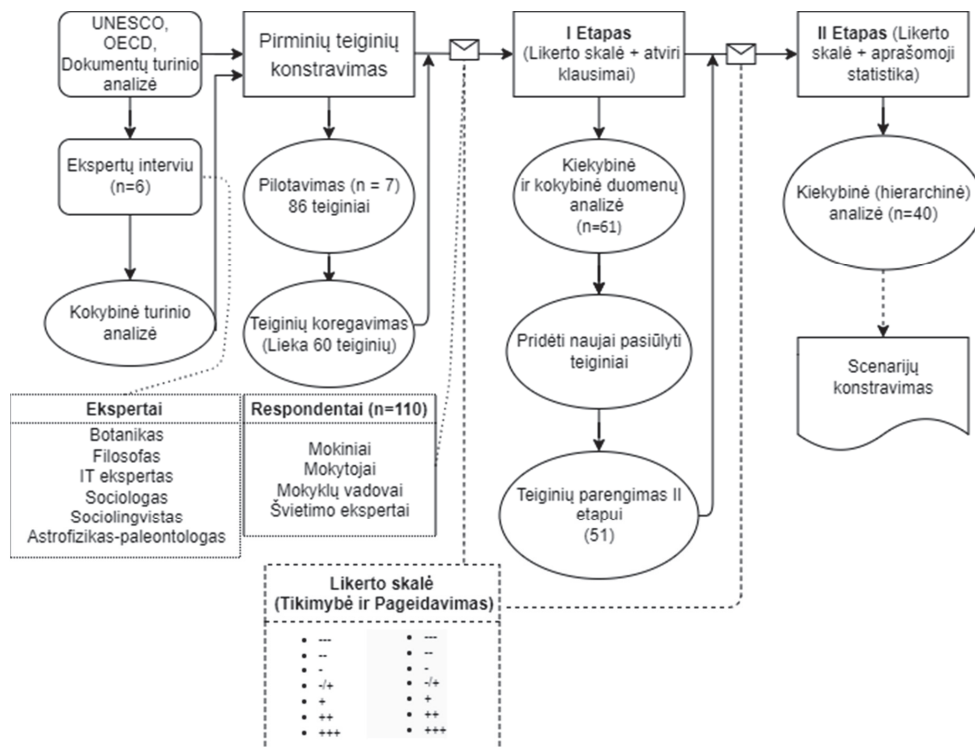 UNESCO,
OECD,
Dokumentų turinio
analizė
Ekspertų interviu
(n=6)
Kokybinė turinio
analizė
Pirminių teiginių
konstravimas
Pilotavimas (n = 7)
86 teiginiai
Teiginių koregavimas
(Lieka 60 teiginių)
I Etapas
(Likerto skalė + atviri
klausimai)
Kiekybinė
ir kokybinė duomenų
analizė
(n=61)
Pridėti naujai pasiūlyti
teiginiai
Teiginių parengimas II
etapui
(51)
II Etapas (Likerto
skalė + aprašomoji
statistika)
Kiekybinė (hierarchinė)
analizė (n=40)
Scenarijų
konstravimas
Ekspertai
Botanikas
Filosofas
IT ekspertas
Sociologas
Sociolingvistas
Astrofizikas-paleontologas
Respondentai (n=110)
Mokiniai
Mokytojai
Mokyklų vadovai
Švietimo ekspertai
Likerto skalė
(Tikimybė ir Pageidavimas)
• ---
• --
• -
• -/+
• +
• ++
• +++
• ---
• --
• -
• -/+
• +
• ++
• +++